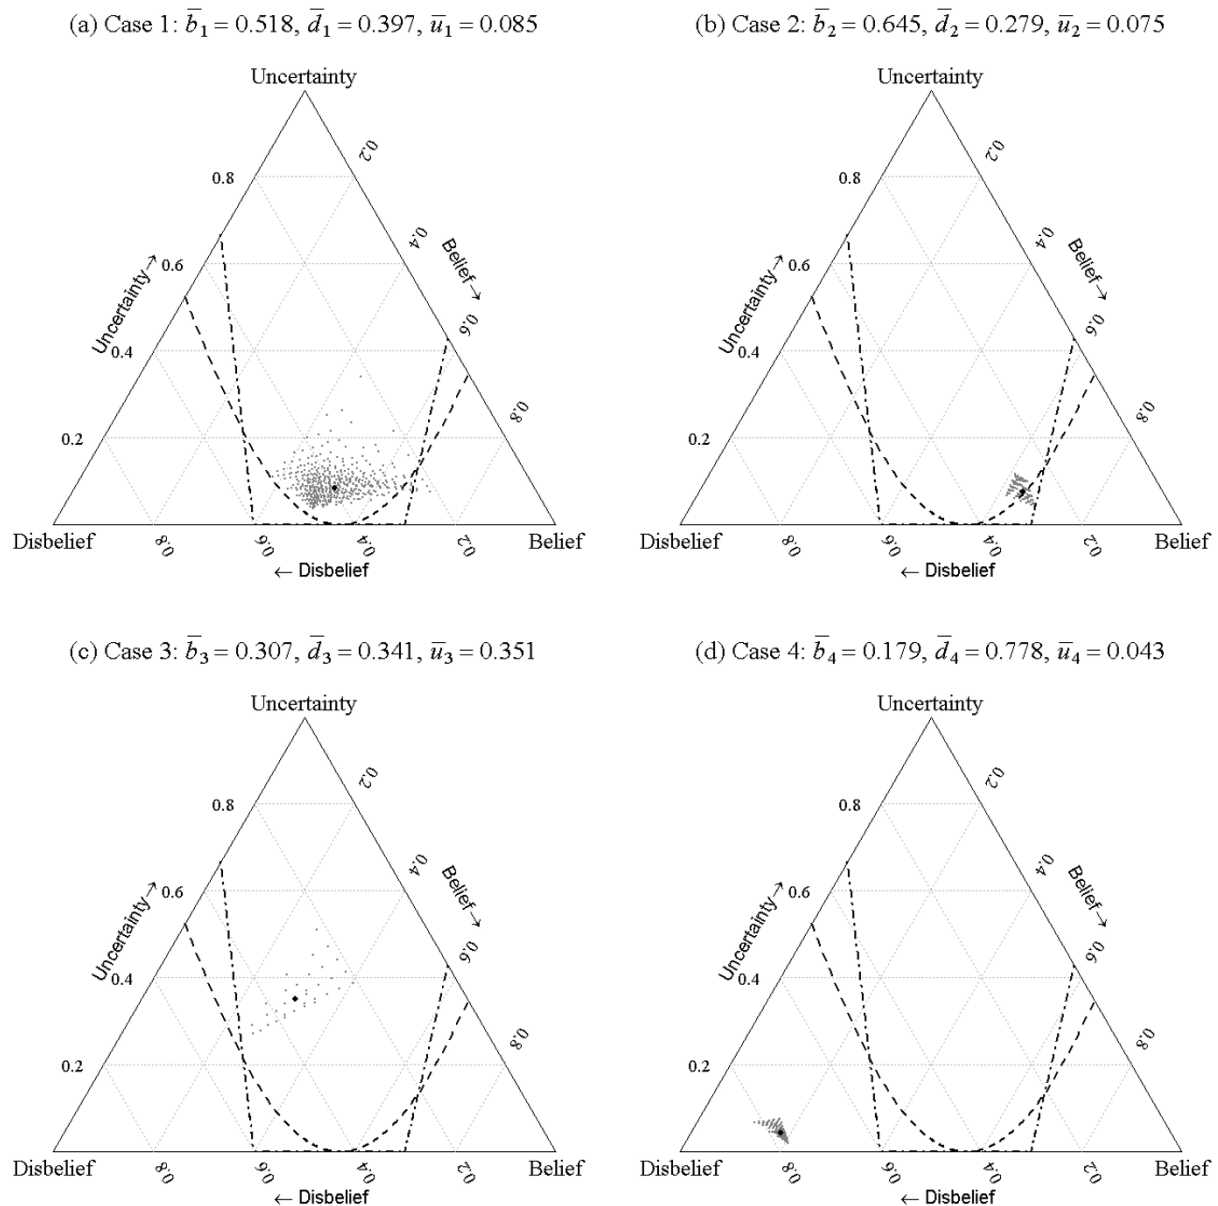 (a) Case 1: b̅₁ = 0.518, d̅₁ = 0.397, u̅₁ = 0.085
Uncertainty
0.2
0.8
0.4
0.6
Uncertainty →
Belief →
0.6
0.4
0.8
0.2
Disbelief
0.8
0.6
0.4
0.2
Belief
← Disbelief
(b) Case 2: b̅₂ = 0.645, d̅₂ = 0.279, u̅₂ = 0.075
Uncertainty
0.2
0.8
0.4
0.6
Uncertainty →
Belief →
0.6
0.4
0.8
0.2
Disbelief
0.8
0.6
0.4
0.2
Belief
← Disbelief
(c) Case 3: b̅₃ = 0.307, d̅₃ = 0.341, u̅₃ = 0.351
Uncertainty
0.2
0.8
0.4
0.6
Uncertainty →
Belief →
0.6
0.4
0.8
0.2
Disbelief
0.8
0.6
0.4
0.2
Belief
← Disbelief
(d) Case 4: b̅₄ = 0.179, d̅₄ = 0.778, u̅₄ = 0.043
Uncertainty
0.2
0.8
0.4
0.6
Uncertainty →
Belief →
0.6
0.4
0.8
0.2
Disbelief
0.8
0.6
0.4
0.2
Belief
← Disbelief